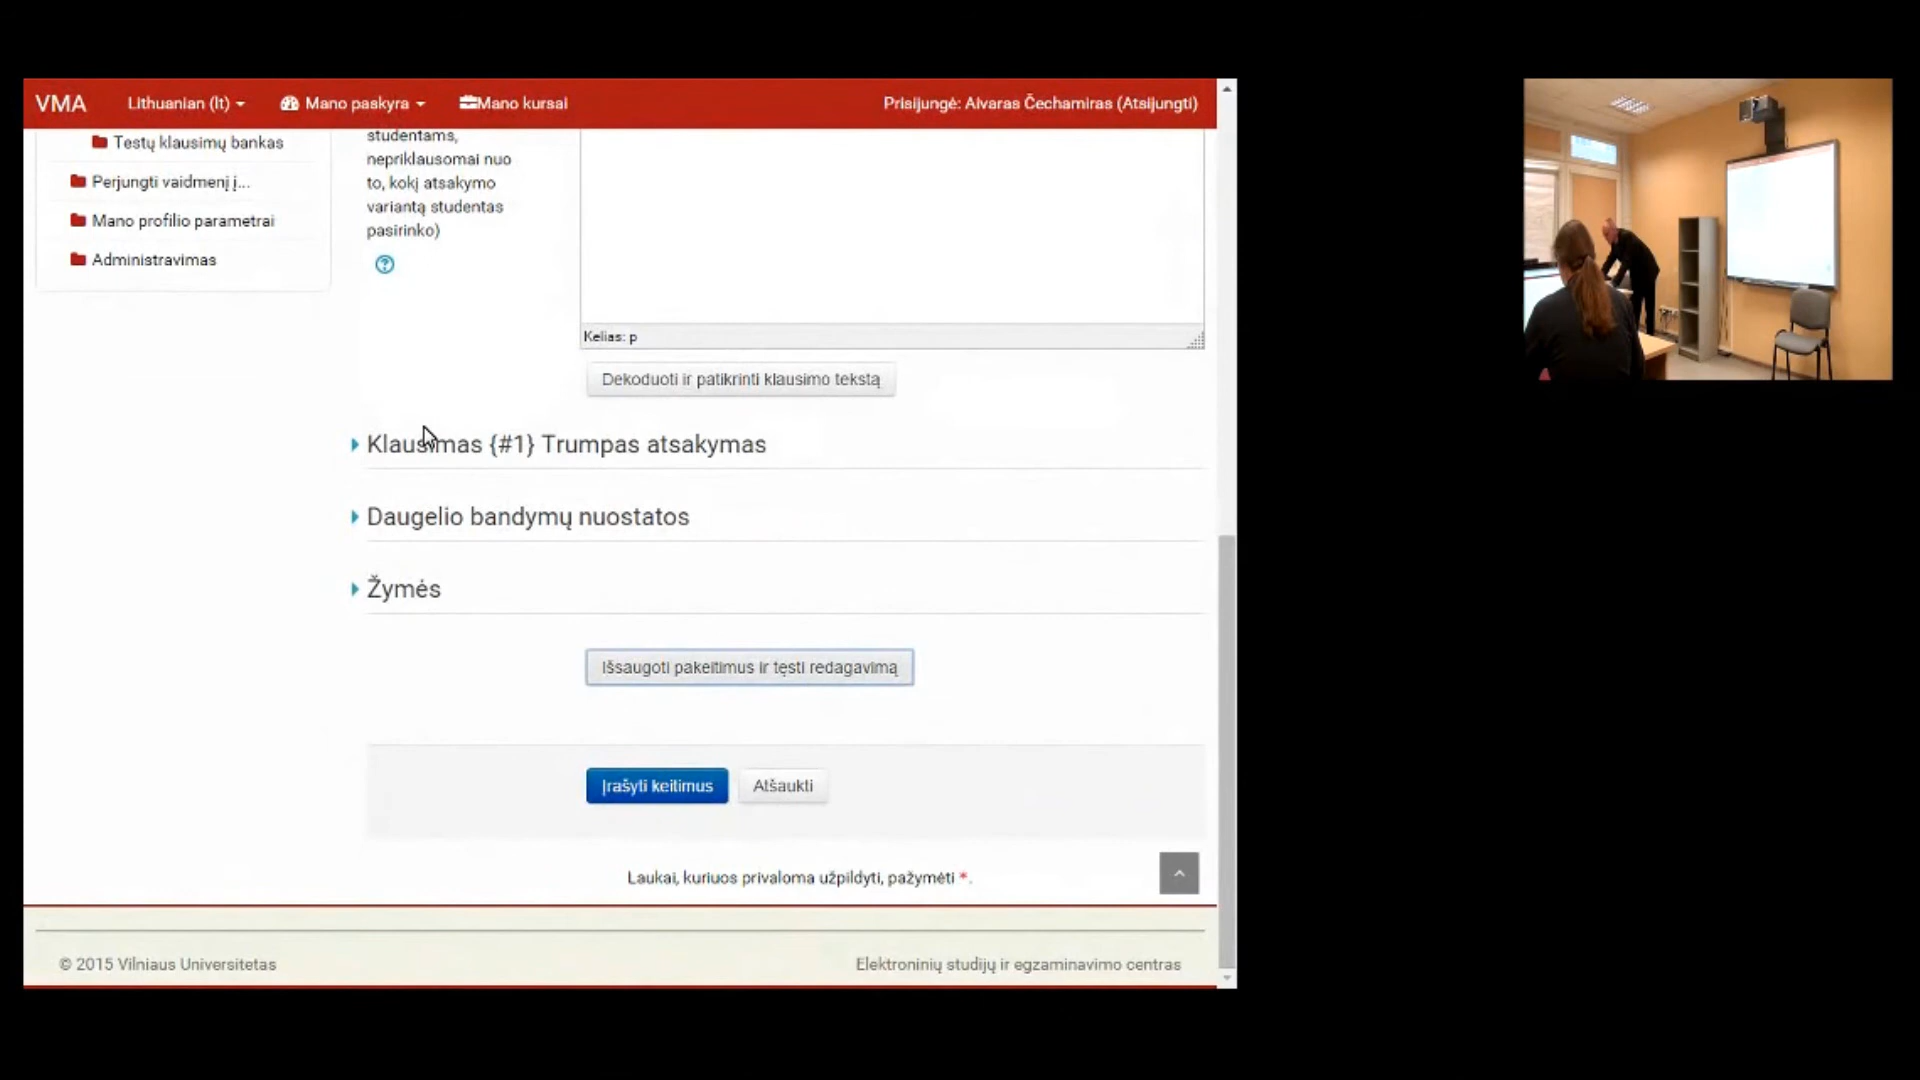 VMA Lithuanian (lt) Mano paskyra Mano kursai Prisijungė: Aivaras Čechamiras (Atsijungti)
Testų klausimų bankas
Perjungti vaidmenį į...
Mano profilio parametrai
Administravimas
studentams,
nepriklausomai nuo
to, kokį atsakymo
variantą studentas
pasirinko)
Kelias: p
Dekoduoti ir patikrinti klausimo tekstą
Klausimas {#1} Trumpas atsakymas
Daugelio bandymų nuostatos
Žymės
Išsaugoti pakeitimus ir tęsti redagavimą
Įrašyti keitimus Atšaukti
Laukai, kuriuos privaloma užpildyti, pažymėti *.
© 2015 Vilniaus Universitetas Elektroninių studijų ir egzaminavimo centras